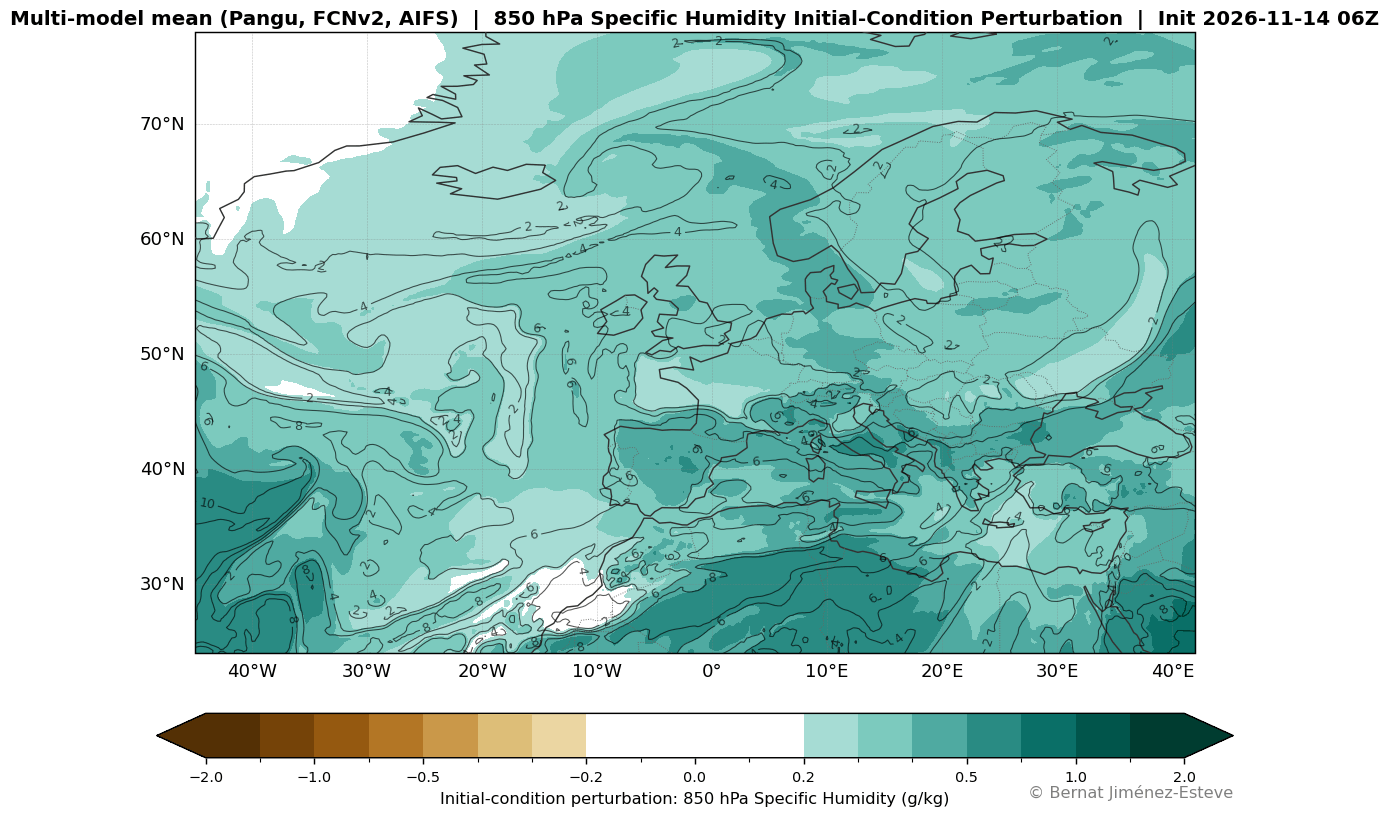 Multi-model mean (Pangu, FCNv2, AIFS) | 850 hPa Specific Humidity Initial-Condition Perturbation | Init 2026-11-14 06Z
70°N
60°N
50°N
40°N
30°N
40°W 30°W 20°W 10°W 0° 10°E 20°E 30°E 40°E
−2.0 −1.0 −0.5 −0.2 0.0 0.2 0.5 1.0 2.0
Initial-condition perturbation: 850 hPa Specific Humidity (g/kg)
© Bernat Jiménez-Esteve